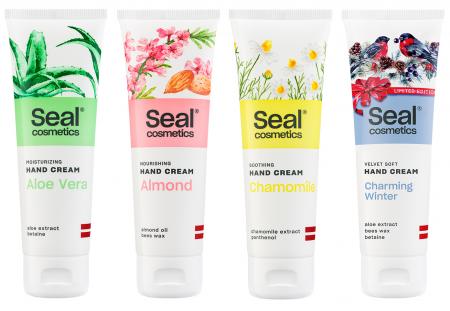 Seal®
cosmetics
MOISTURIZING
HAND CREAM
Aloe Vera
aloe extract
betaine
Seal®
cosmetics
NOURISHING
HAND CREAM
Almond
almond oil
bees wax
Seal®
cosmetics
SOOTHING
HAND CREAM
Chamomile
chamomile extract
panthenol
LIMITED EDITION
Seal®
cosmetics
VELVET SOFT
HAND CREAM
Charming
Winter
aloe extract
bees wax
betaine